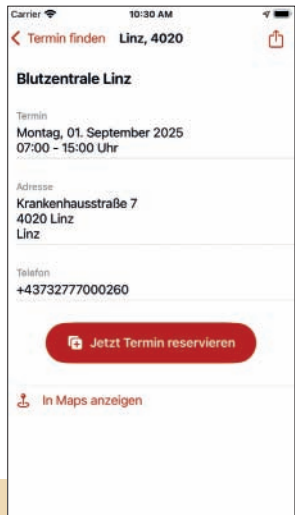 Carrier 10:30 AM
Termin finden Linz, 4020
Blutzentrale Linz
Termin
Montag, 01. September 2025
07:00 - 15:00 Uhr
Adresse
Krankenhausstraße 7
4020 Linz
Linz
Telefon
+43732777000260
Jetzt Termin reservieren
In Maps anzeigen